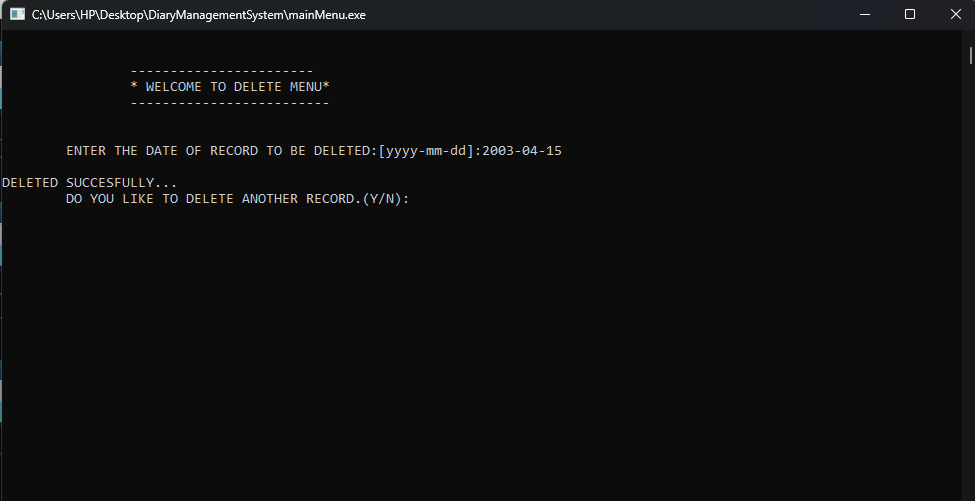 C:\Users\HP\Desktop\DiaryManagementSystem\mainMenu.exe
-----------------------
* WELCOME TO DELETE MENU*
-------------------------
ENTER THE DATE OF RECORD TO BE DELETED:[yyyy-mm-dd]:2003-04-15
DELETED SUCCESFULLY...
DO YOU LIKE TO DELETE ANOTHER RECORD.(Y/N):